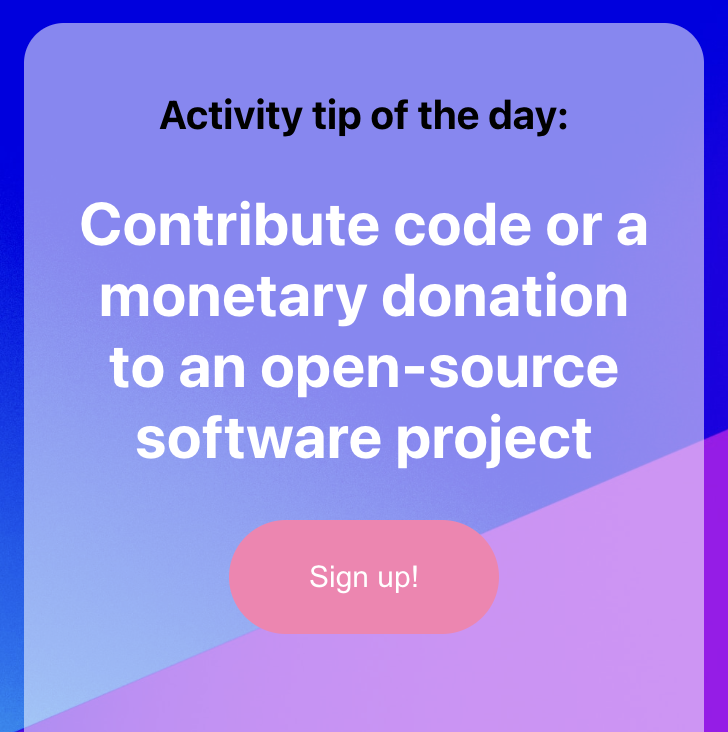 Activity tip of the day:
Contribute code or a
monetary donation
to an open-source
software project
Sign up!